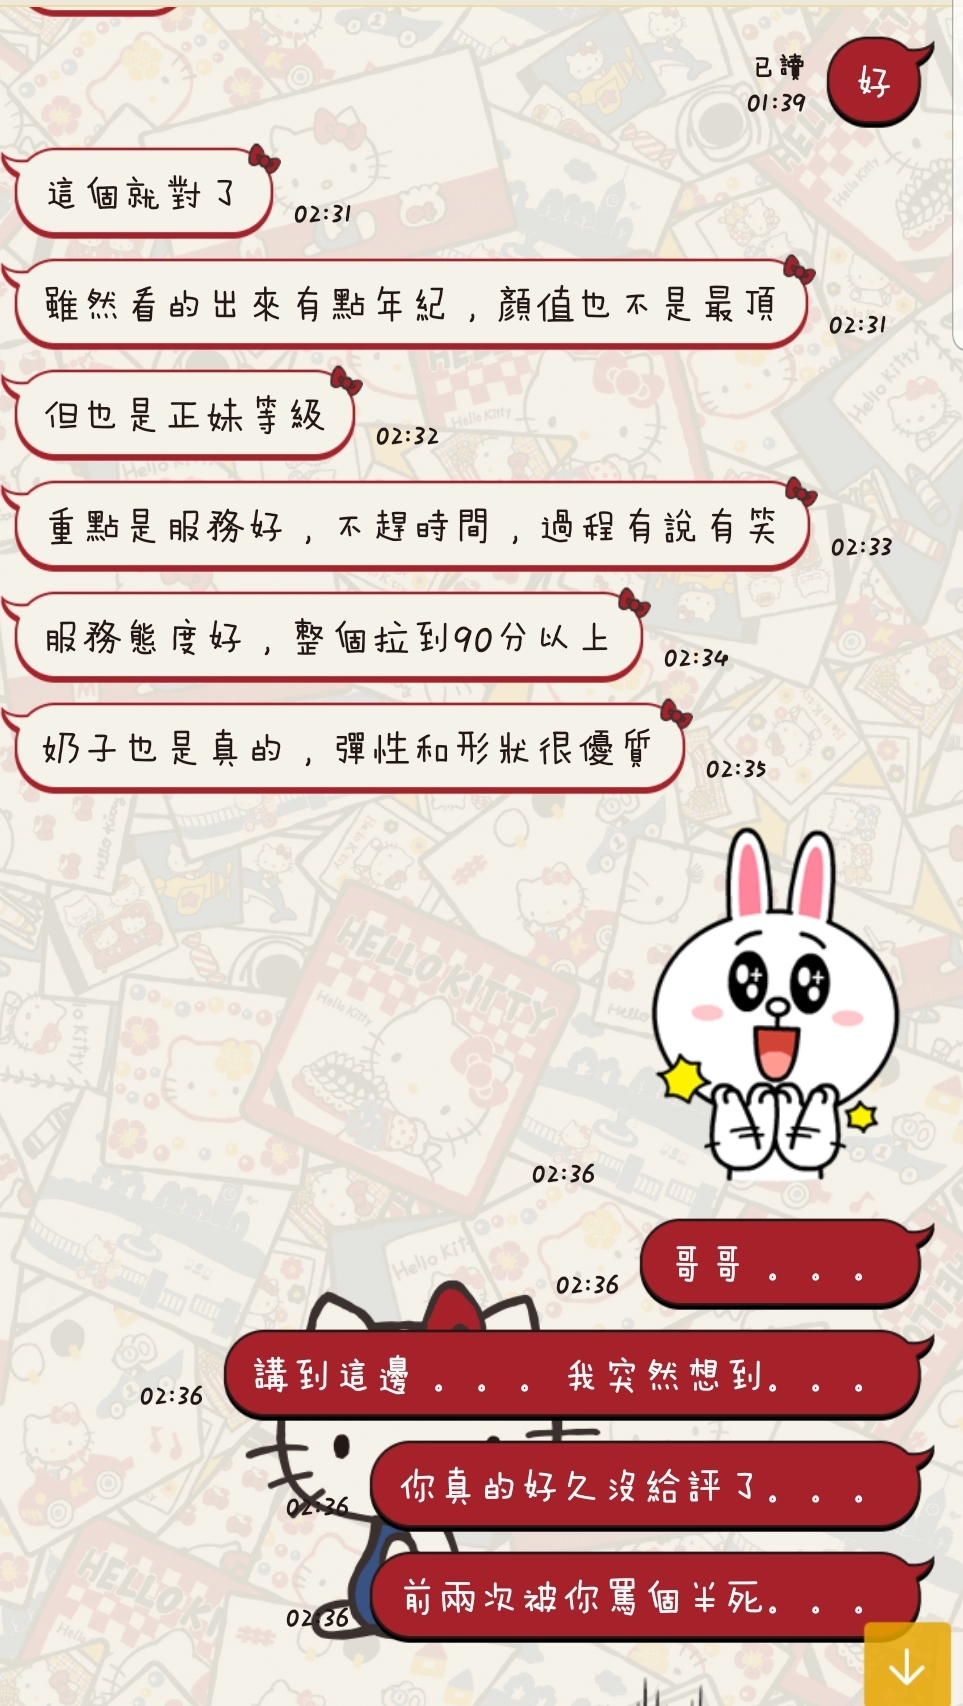 好
已讀
01:39
這個就對了
02:31
雖然看的出來有點年紀，顏值也不是最頂
02:31
但也是正妹等級
02:32
重點是服務好，不趕時間，過程有說有笑
02:33
服務態度好，整個拉到90分以上
02:34
奶子也是真的，彈性和形狀很優質
02:35
02:36
哥哥。。。
02:36
講到這邊。。。我突然想到。。。
02:36
你真的好久沒給評了。。。
02:36
前兩次被你罵個半死。。。
02:36
HELLO KITTY
Hello Kitty